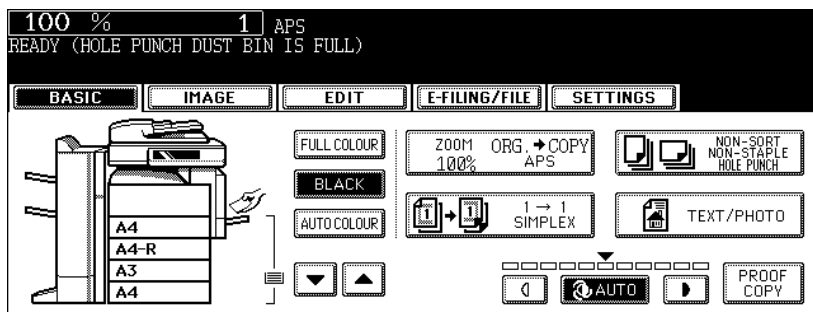 100 % 1 APS
READY (HOLE PUNCH DUST BIN IS FULL)
BASIC IMAGE EDIT E-FILING/FILE SETTINGS
FULL COLOUR
BLACK
AUTO COLOUR
A4
A4-R
A3
A4
ZOOM ORG.➔COPY
100% APS
NON-SORT
NON-STAPLE
HOLE PUNCH
1 1 1 → 1
SIMPLEX
TEXT/PHOTO
AUTO
PROOF
COPY